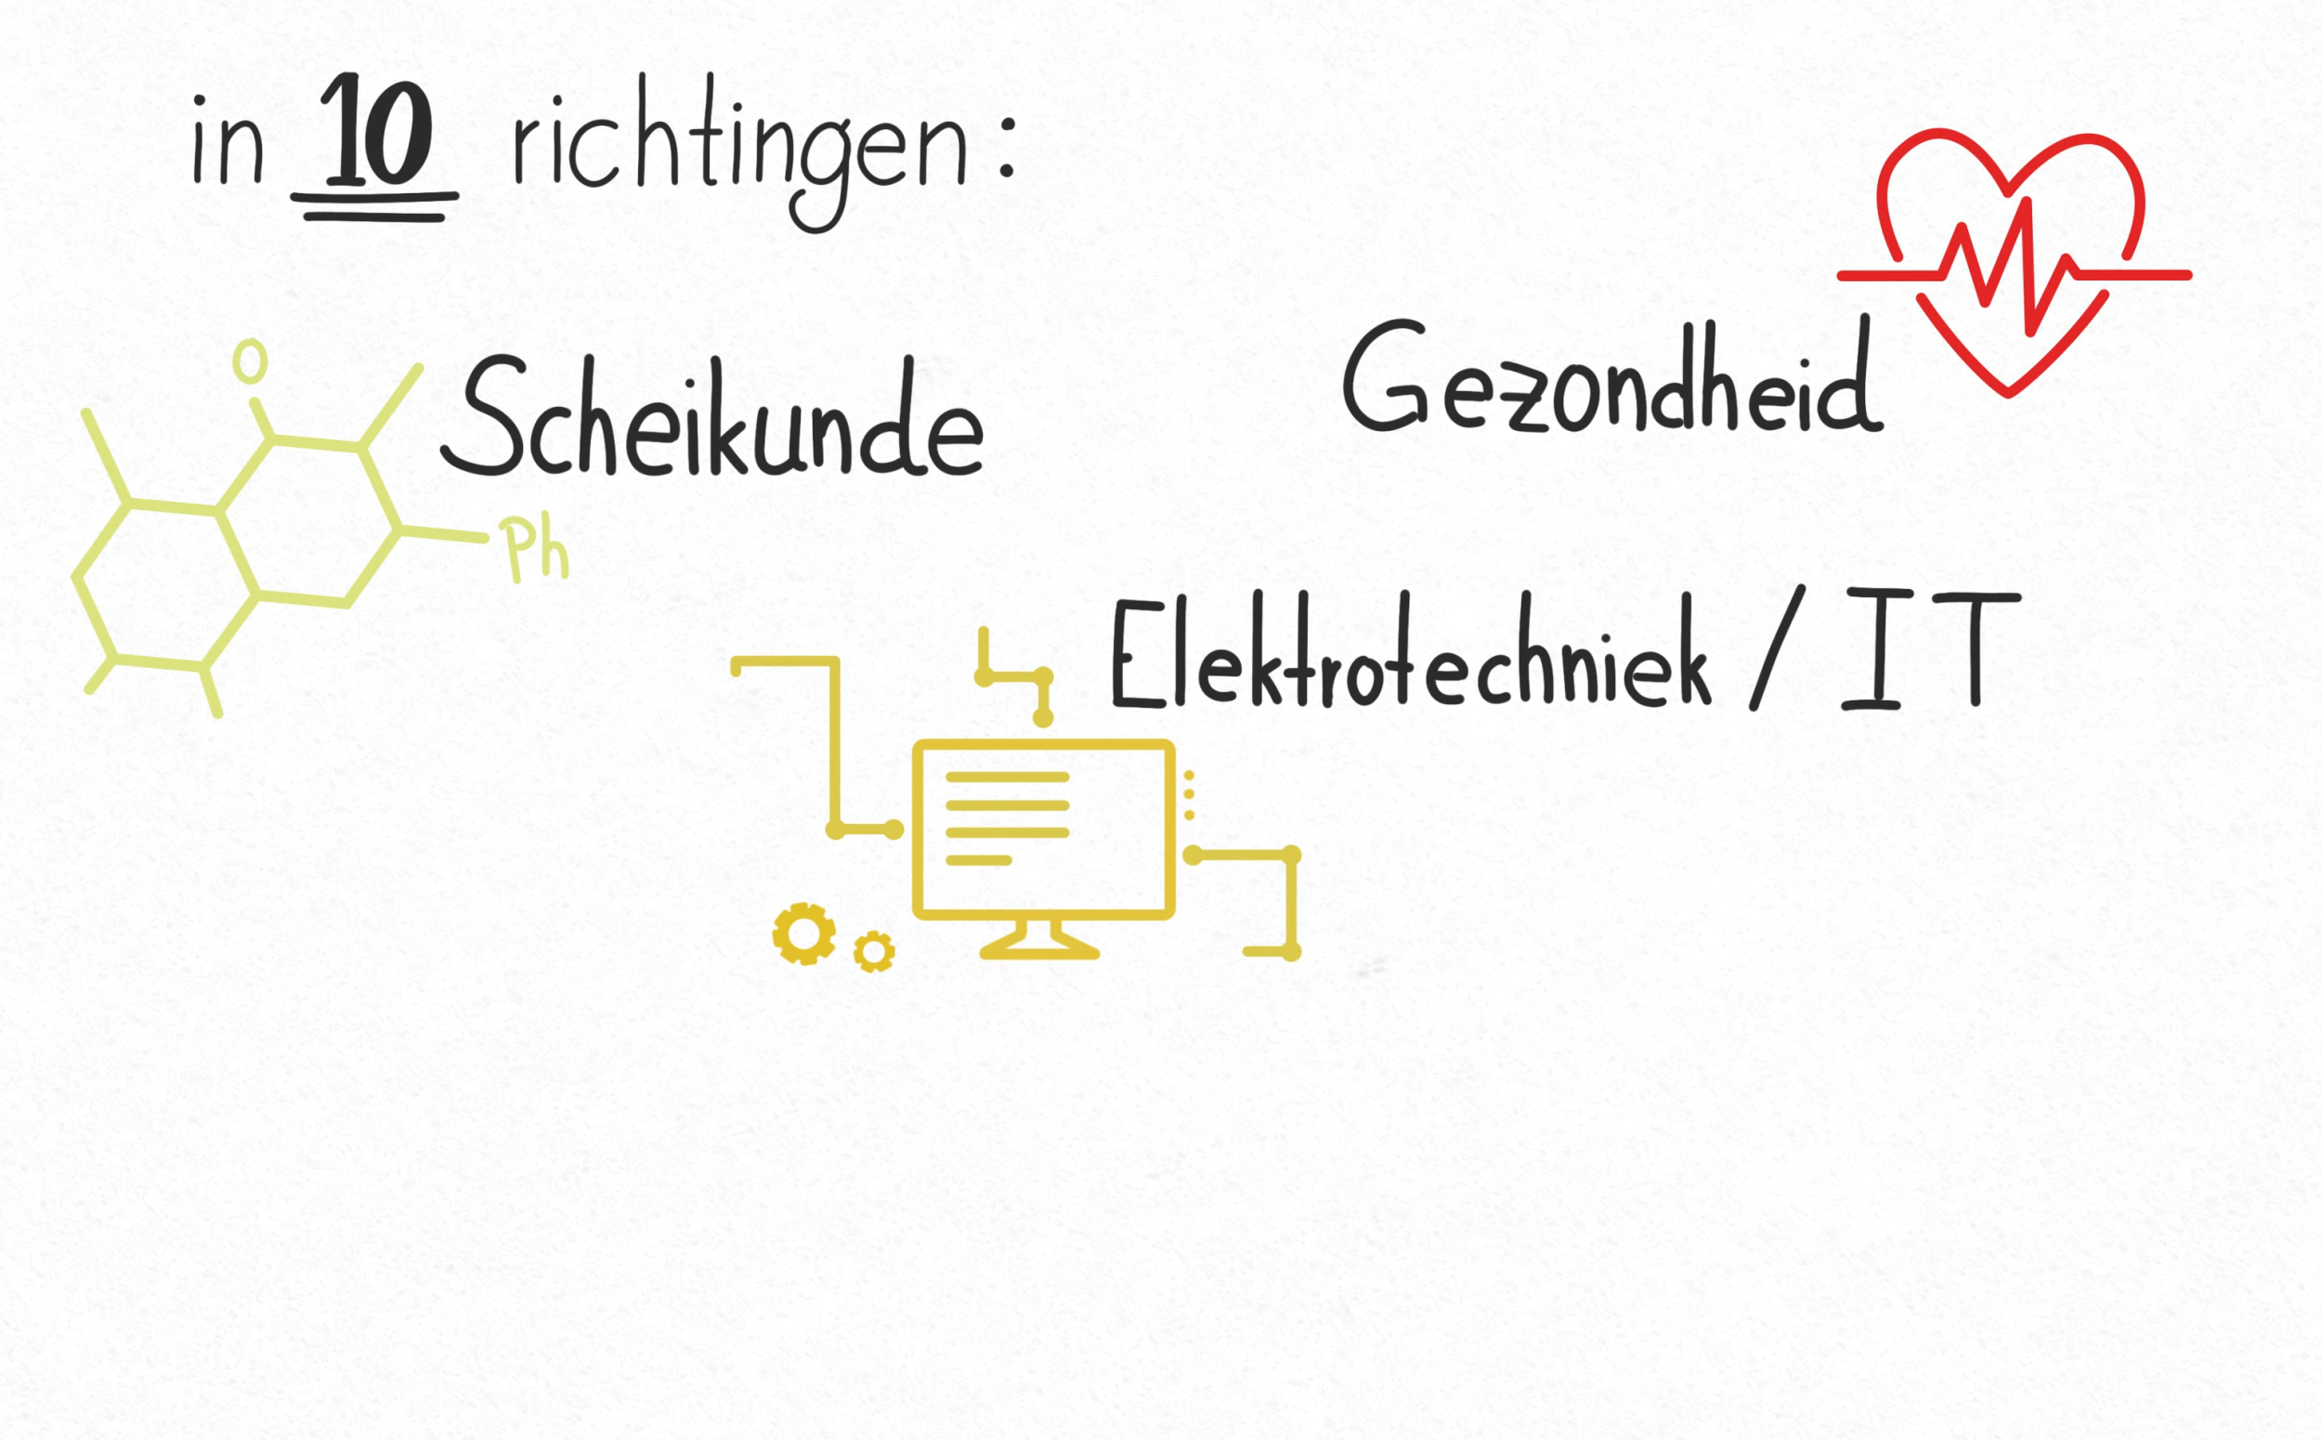 in 10 richtingen:
Scheikunde
Gezondheid
O
Ph
Elektrotechniek / IT